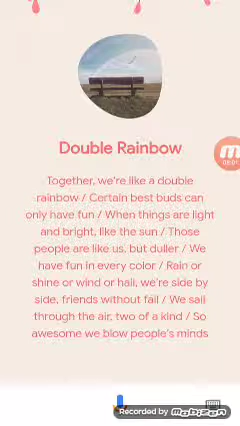 Double Rainbow
Together, we're like a double
rainbow / Certain best buds can
only have fun / When things are light
and bright, like the sun / Those
people are like us, but duller / We
have fun in every color / Rain or
shine or wind or hail, we're side by
side, friends without fail / We sail
through the air, two of a kind / So
awesome we blow people's minds
Recorded by mobizen